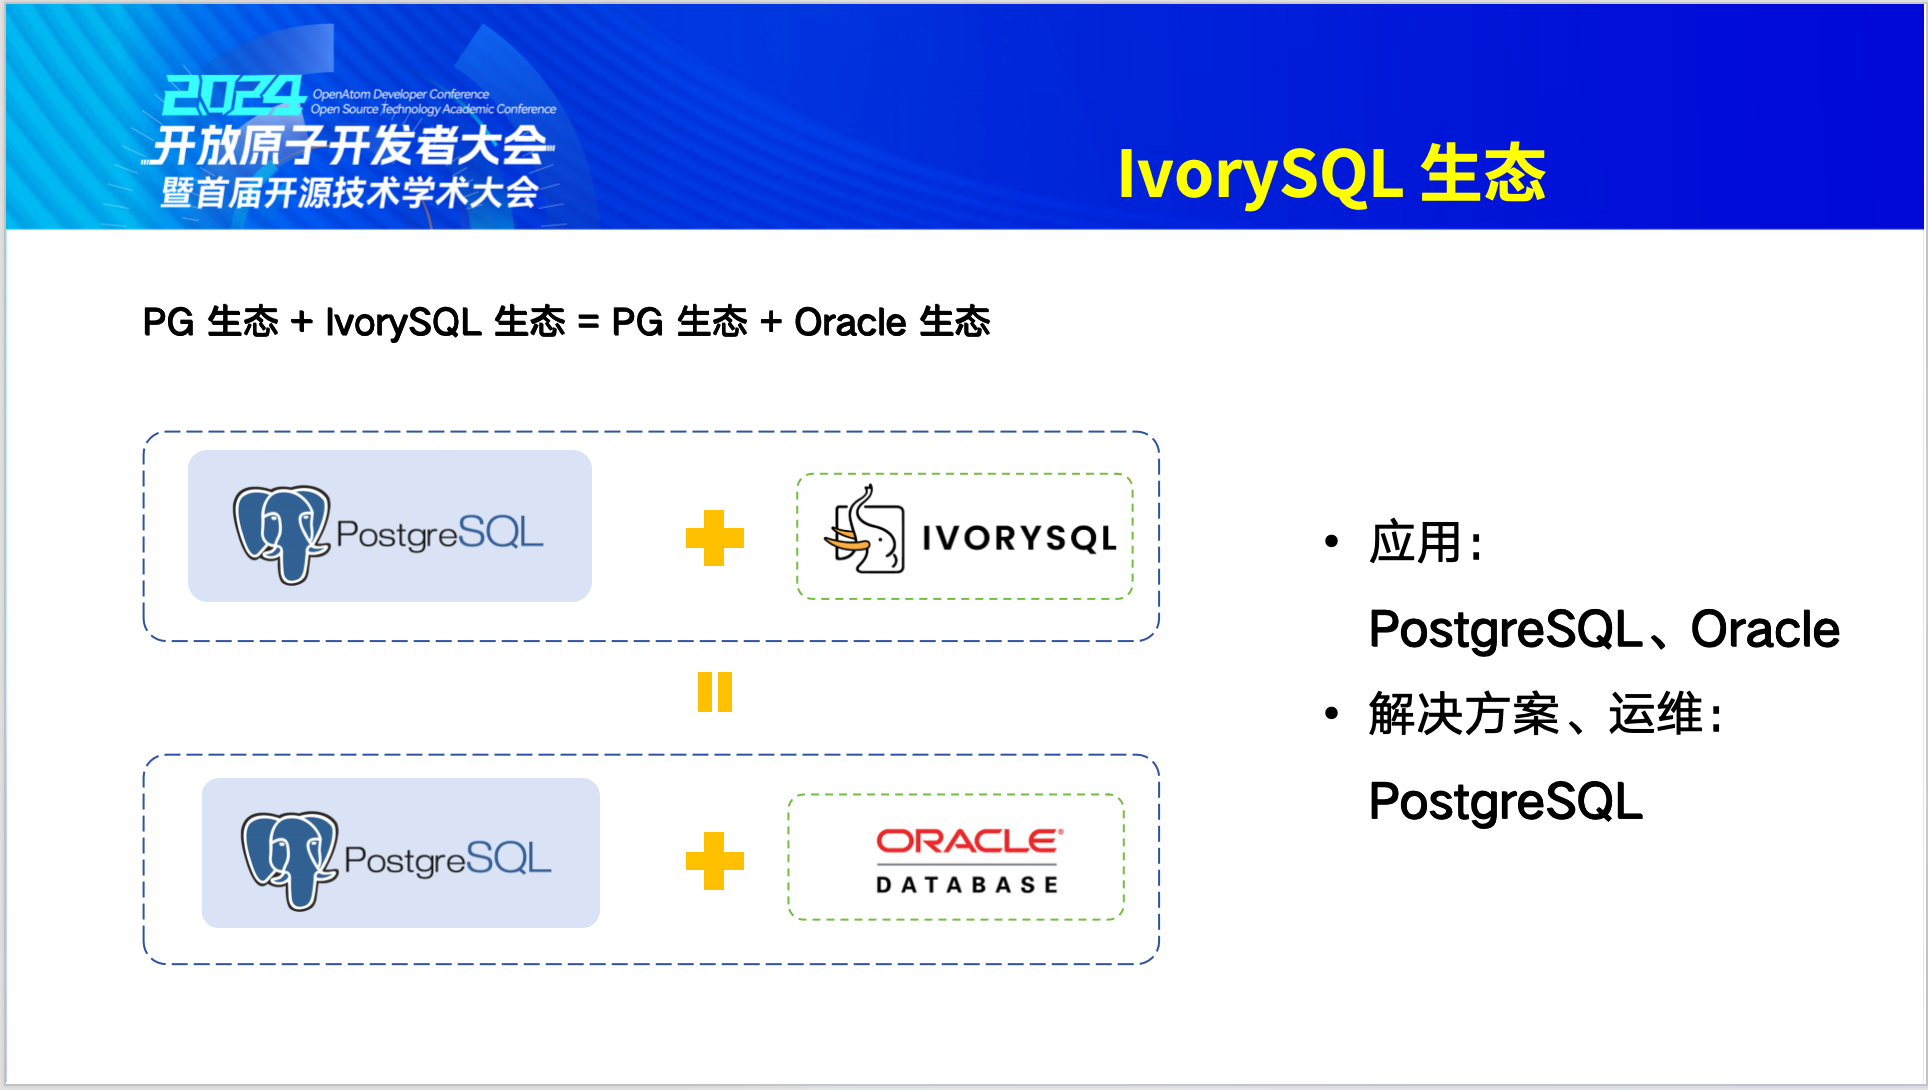 2024
OpenAtom Developer Conference
Open Source Technology Academic Conference
开放原子开发者大会
暨首届开源技术学术大会
IvorySQL 生态
PG 生态 + IvorySQL 生态 = PG 生态 + Oracle 生态
PostgreSQL
IVORYSQL
PostgreSQL
ORACLE®
DATABASE
• 应用：
PostgreSQL、Oracle
• 解决方案、运维：
PostgreSQL